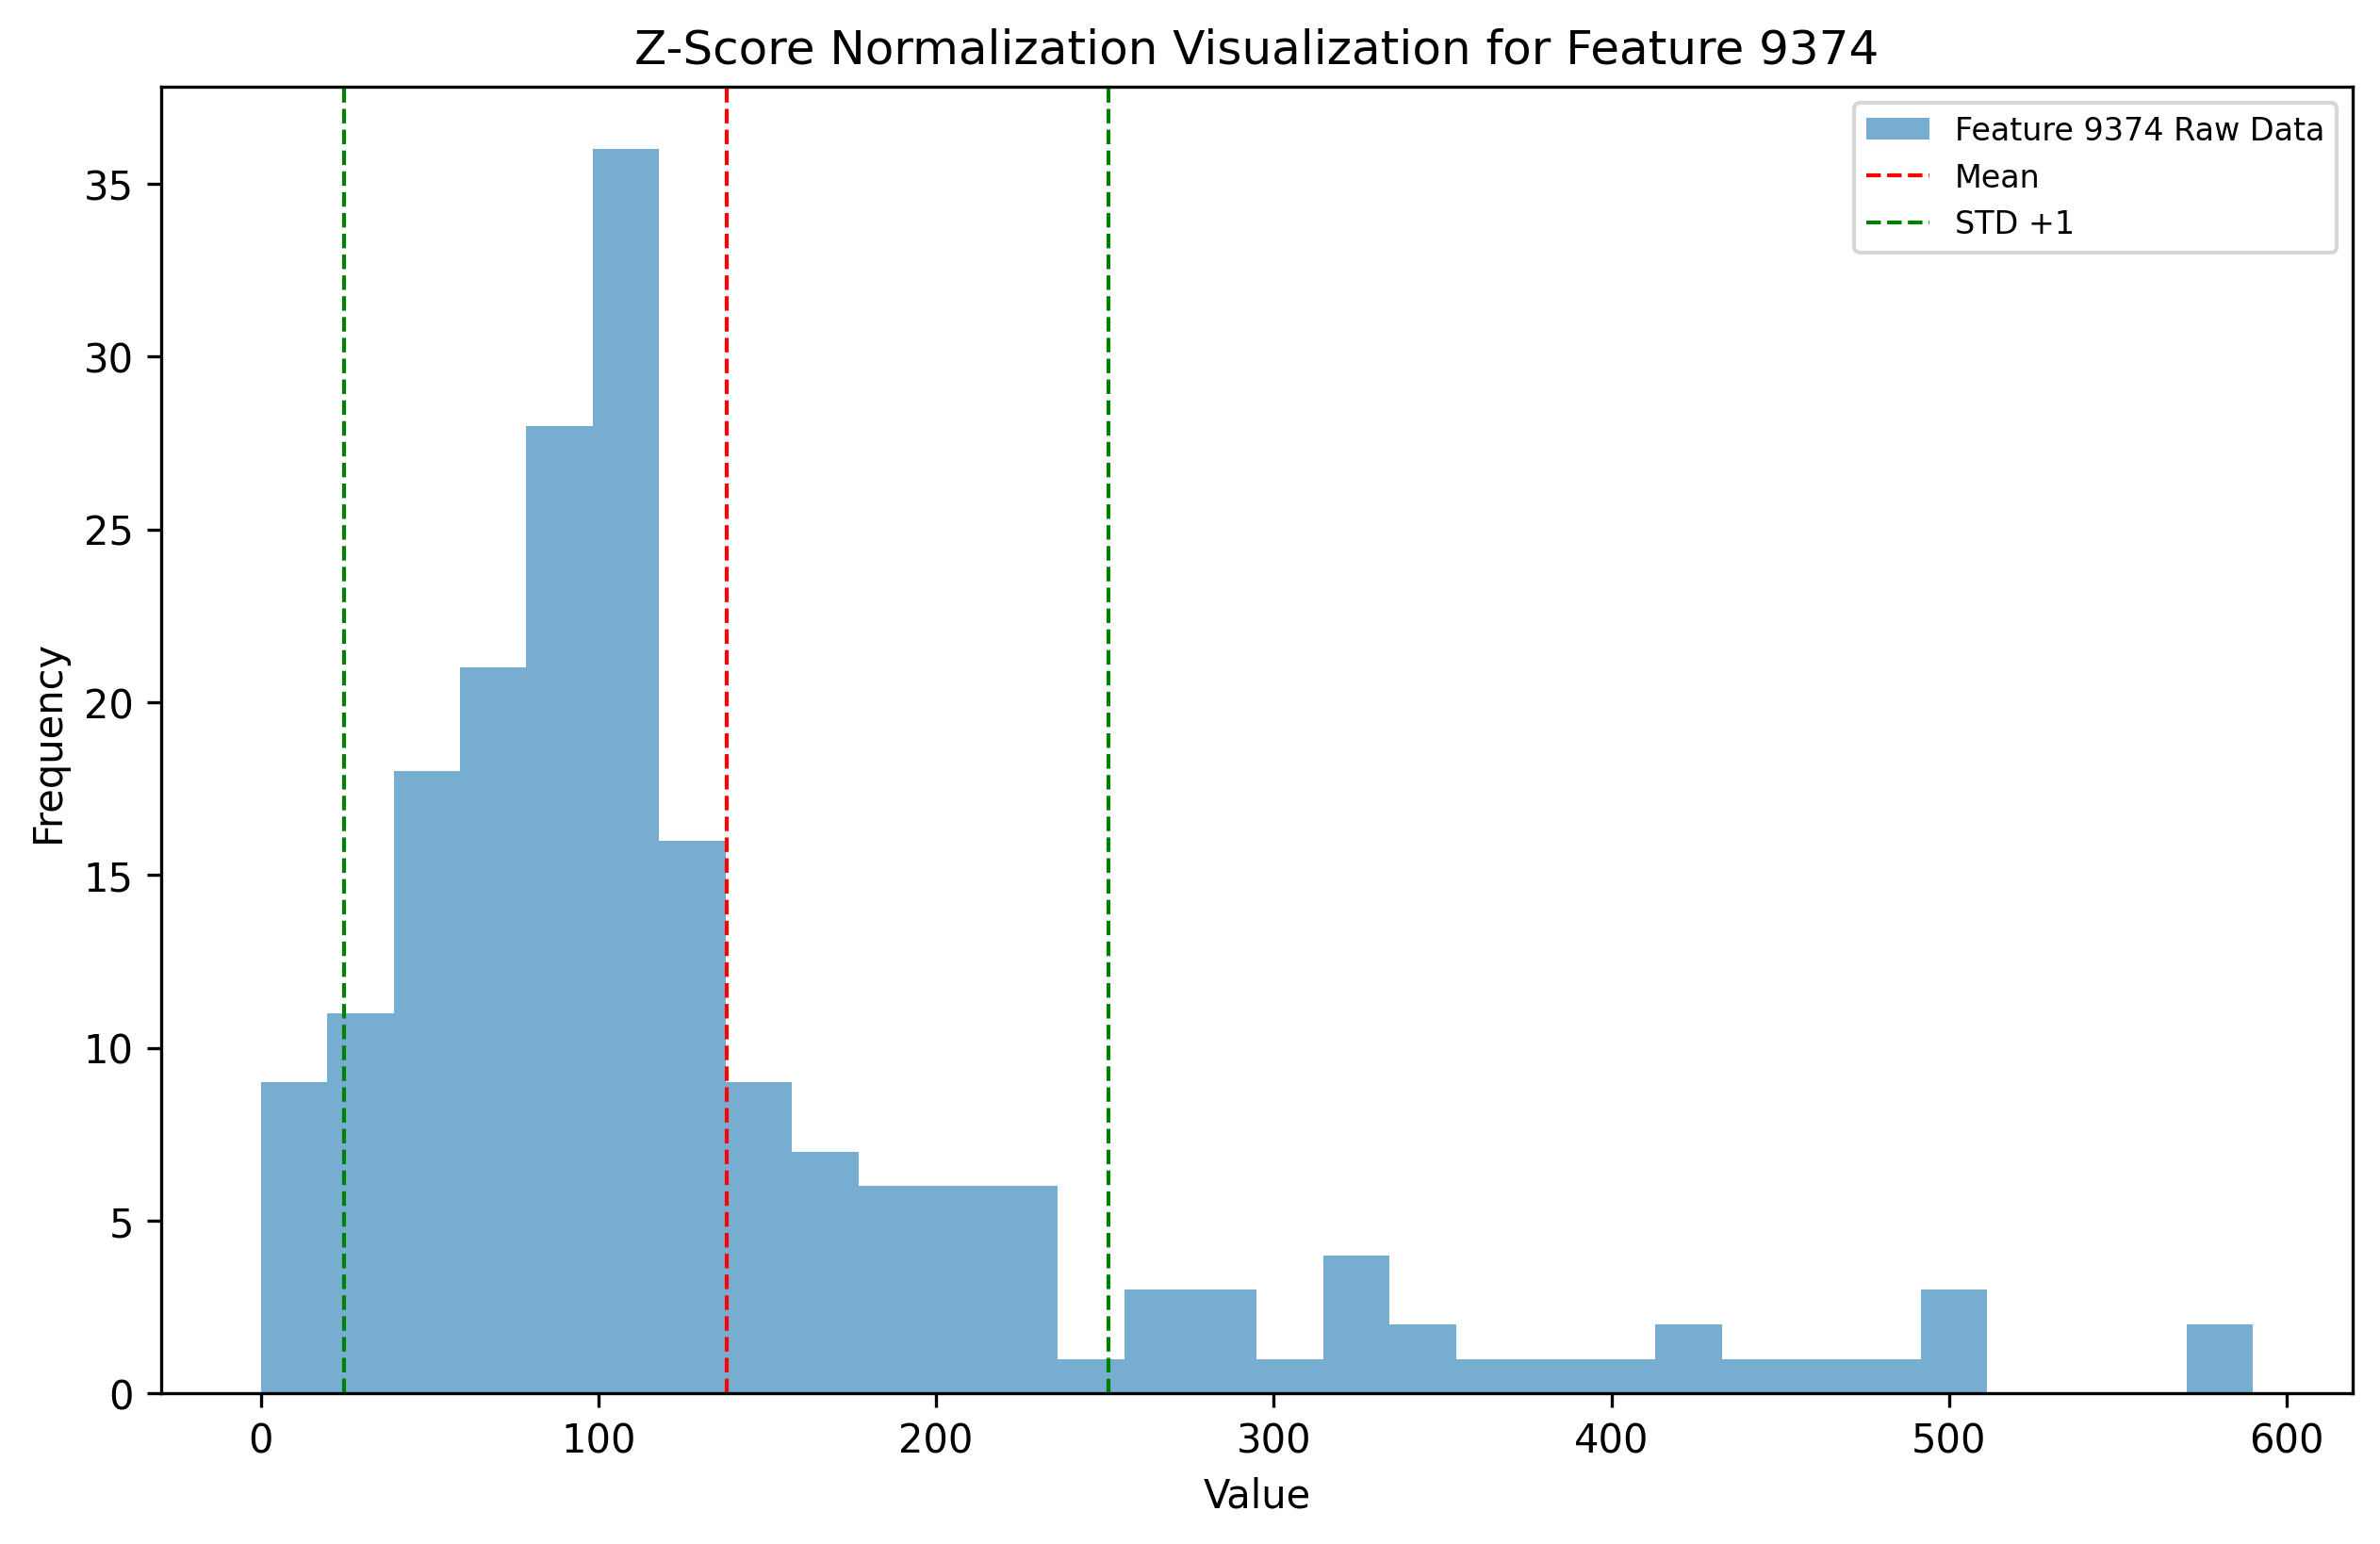 Z-Score Normalization Visualization for Feature 9374
Feature 9374 Raw Data
Mean
STD +1
35
30
25
20
15
10
5
0
Frequency
0 100 200 300 400 500 600
Value